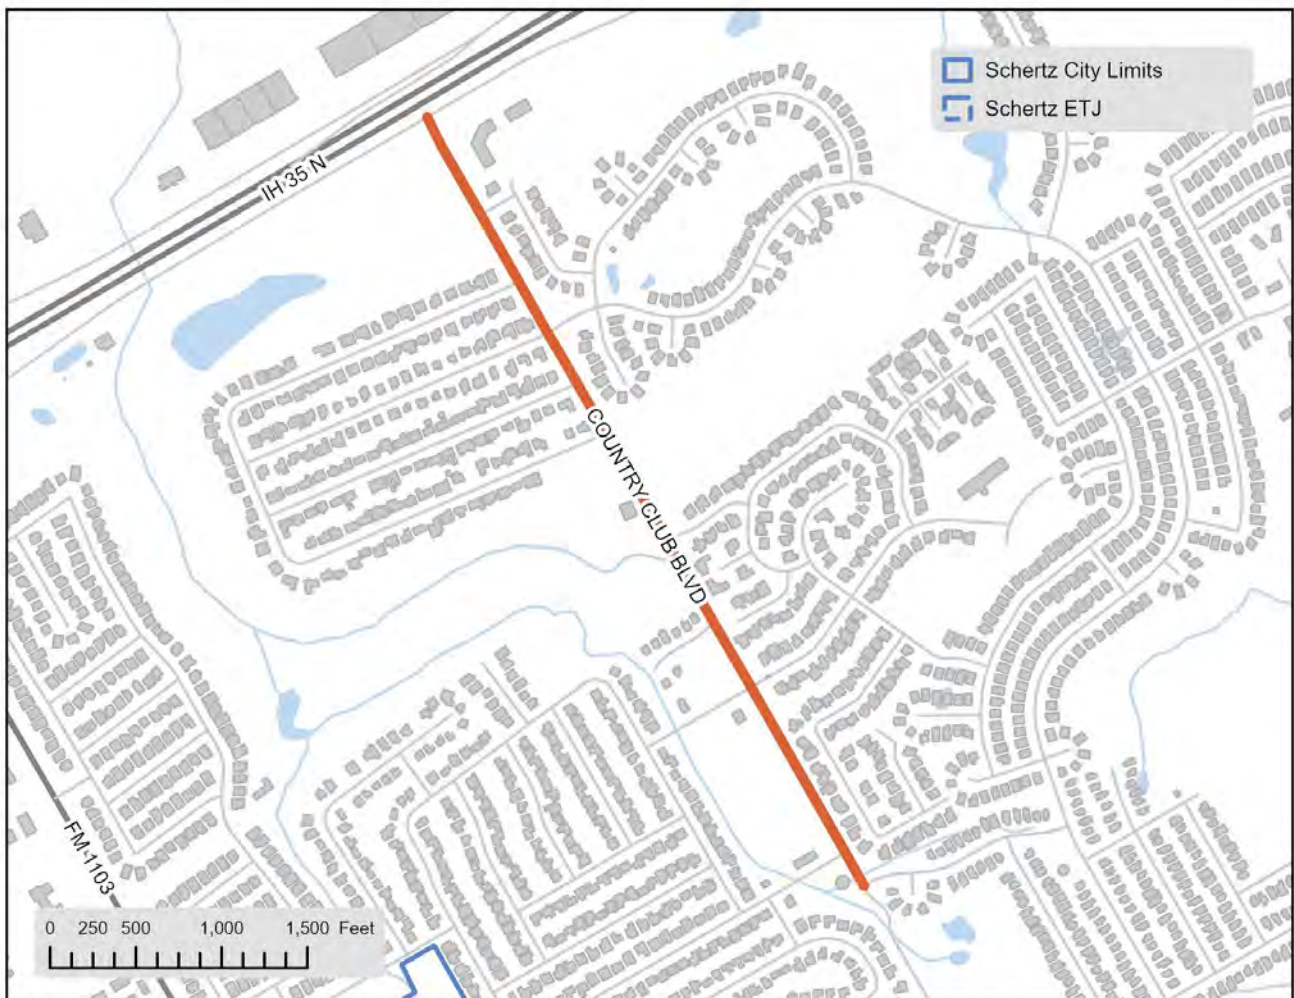 Schertz City Limits
Schertz ETJ
IH 35 N
COUNTRY CLUB BLVD
FM 1103
0 250 500 1,000 1,500 Feet